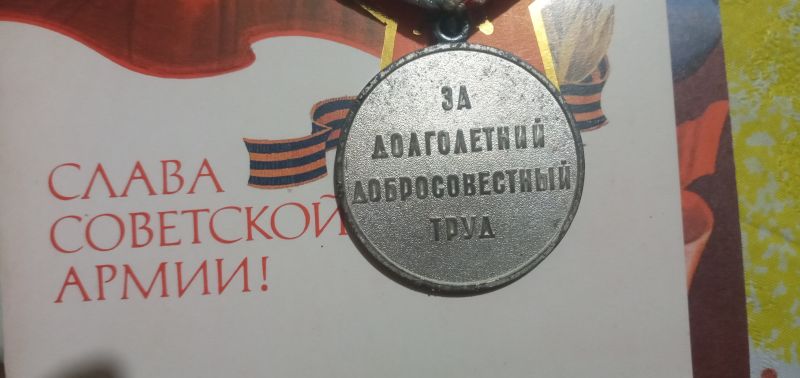 СЛАВА
СОВЕТСКОЙ
АРМИИ!
ЗА
ДОЛГОЛЕТНИЙ
ДОБРОСОВЕСТНЫЙ
ТРУД